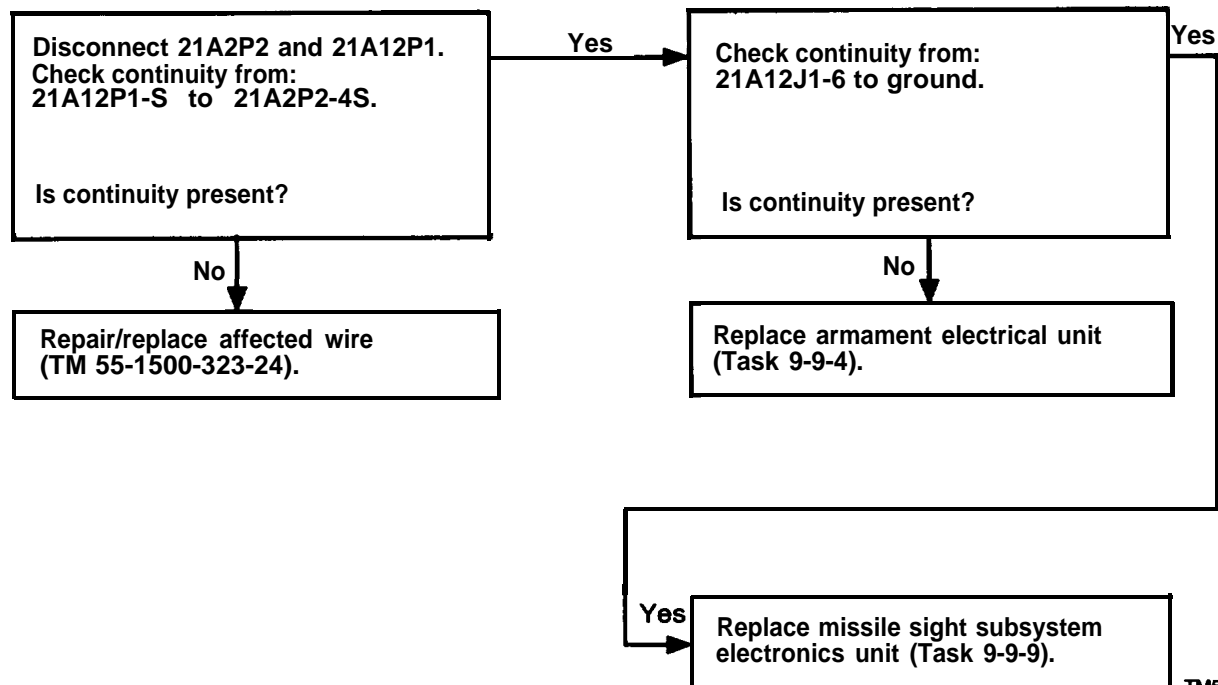 Disconnect 21A2P2 and 21A12P1.
Check continuity from:
21A12P1-S to 21A2P2-4S.
Is continuity present?
Yes
Check continuity from:
21A12J1-6 to ground.
Is continuity present?
Yes
No
Repair/replace affected wire
(TM 55-1500-323-24).
No
Replace armament electrical unit
(Task 9-9-4).
Yes
Replace missile sight subsystem
electronics unit (Task 9-9-9).